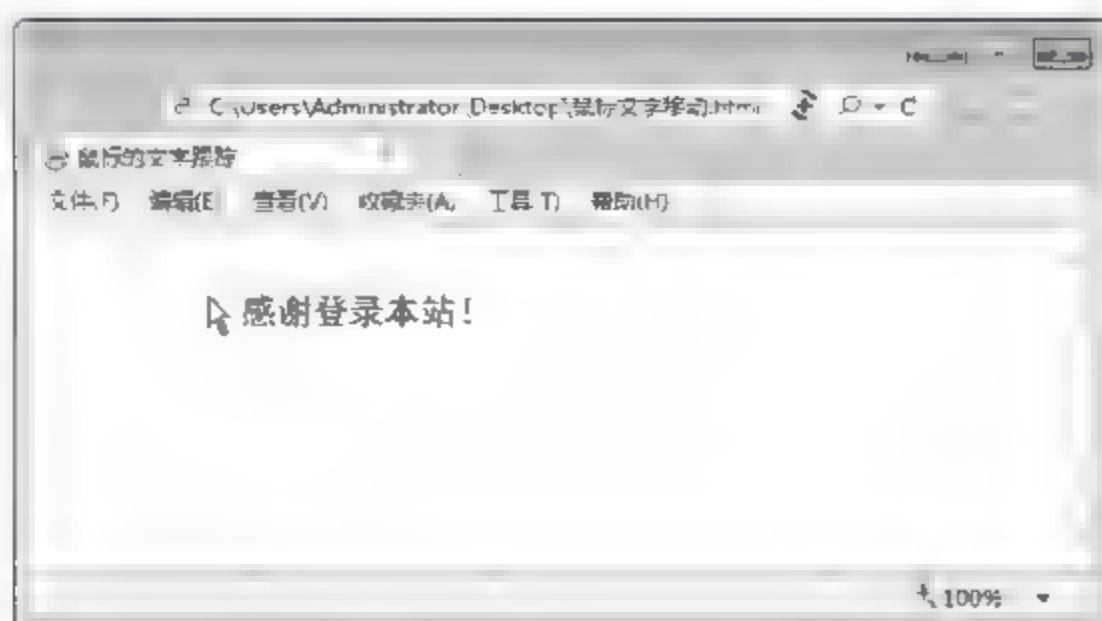 C:\Users\Administrator\Desktop\鼠标文字移动.html
鼠标的文字跟踪
文件(F) 编辑(E) 查看(V) 收藏夹(A) 工具(T) 帮助(H)
感谢登录本站!
100%